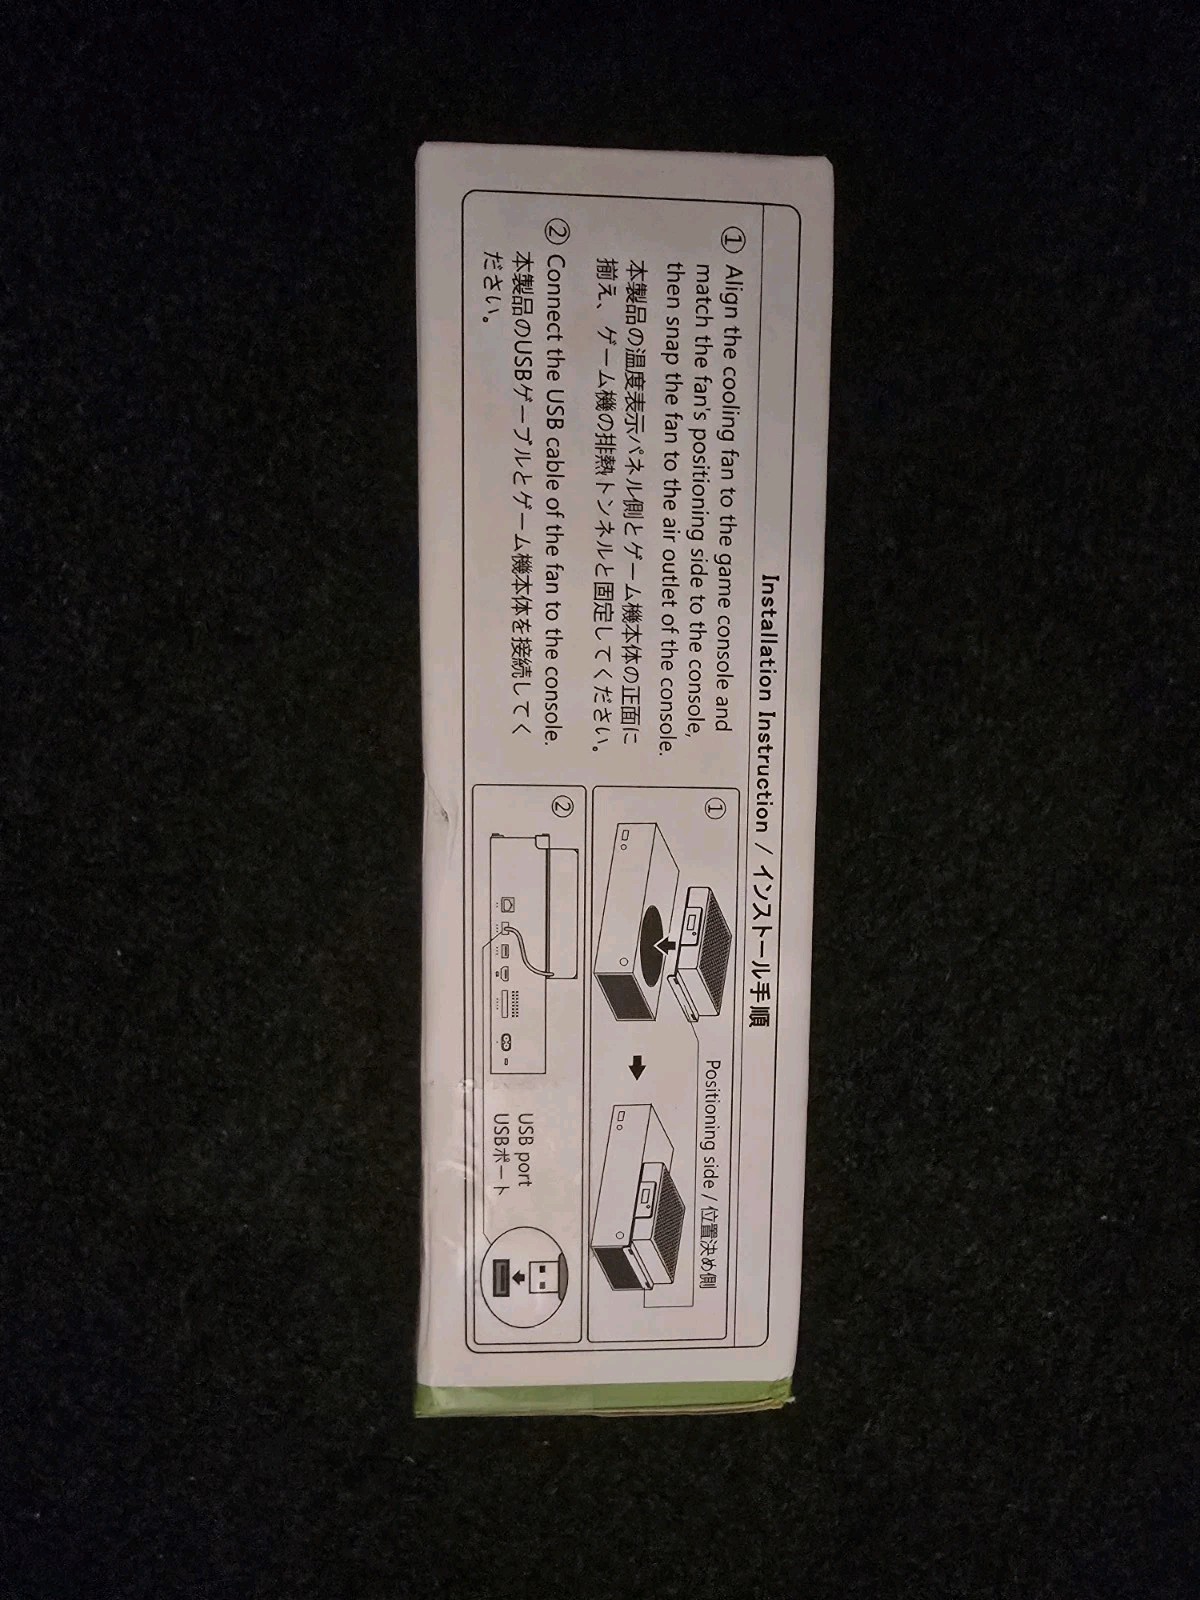 Installation Instruction / インストール手順
① Align the cooling fan to the game console and
match the fan's positioning side to the console,
then snap the fan to the air outlet of the console.
本製品の温度表示パネル側とゲーム機本体の正面に
揃え、ゲーム機の排熱トンネルと固定してください。
② Connect the USB cable of the fan to the console.
本製品のUSBゲーブルとゲーム機本体を接続してく
ださい。
①
Positioning side / 位置決め側
②
USB port
USBポート